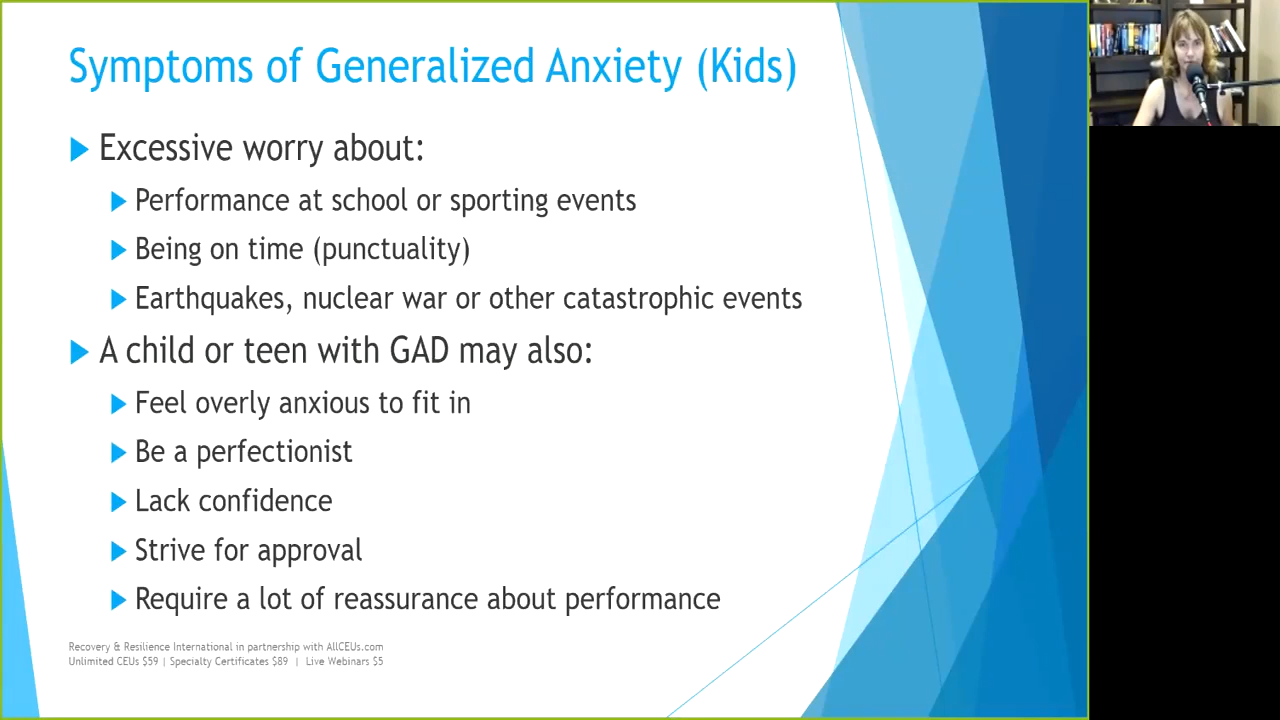 Symptoms of Generalized Anxiety (Kids)
Excessive worry about:
Performance at school or sporting events
Being on time (punctuality)
Earthquakes, nuclear war or other catastrophic events
A child or teen with GAD may also:
Feel overly anxious to fit in
Be a perfectionist
Lack confidence
Strive for approval
Require a lot of reassurance about performance
Recovery & Resilience International in partnership with AllCEUs.com
Unlimited CEUs $59 | Specialty Certificates $89 | Live Webinars $5